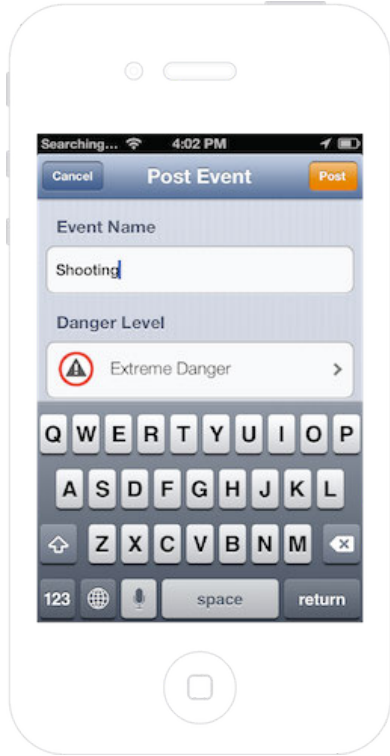 Searching... 4:02 PM
Cancel Post Event Post
Event Name
Shooting
Danger Level
Extreme Danger
Q W E R T Y U I O P
A S D F G H J K L
Z X C V B N M
123 space return